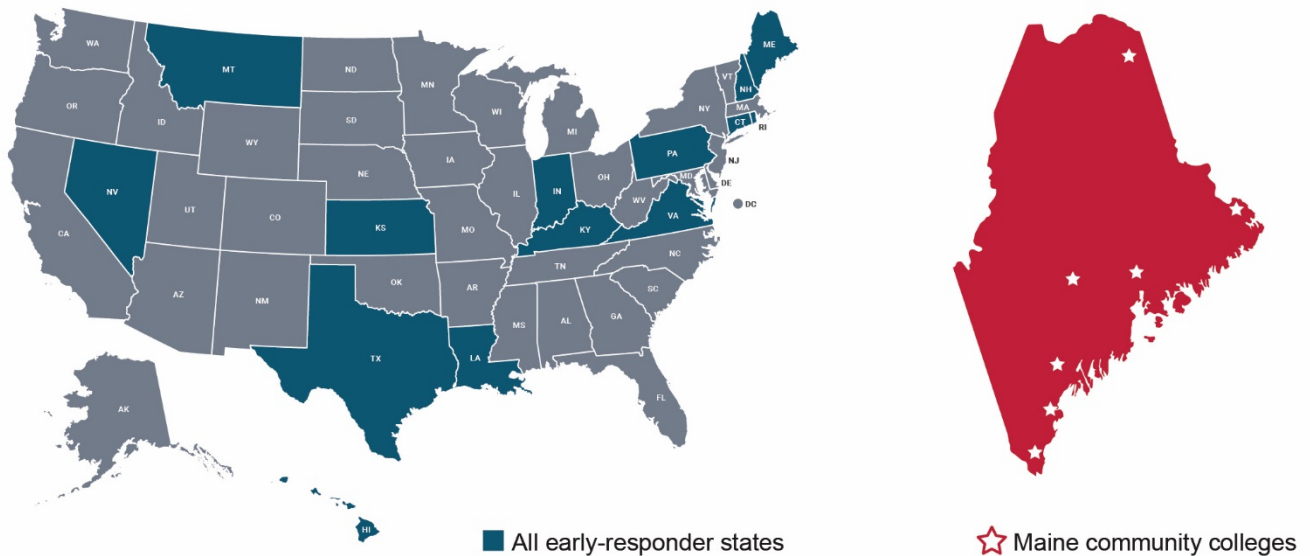 WA
MT
ND
MN
ME
OR
ID
WY
SD
WI
MI
NY
VT
NH
MA
CT
RI
NV
UT
CO
NE
IA
IL
IN
OH
PA
NJ
MD
DE
DC
WV
VA
CA
KS
MO
KY
AZ
NM
OK
AR
TN
NC
SC
TX
LA
MS
AL
GA
FL
AK
HI
All early-responder states
Maine community colleges